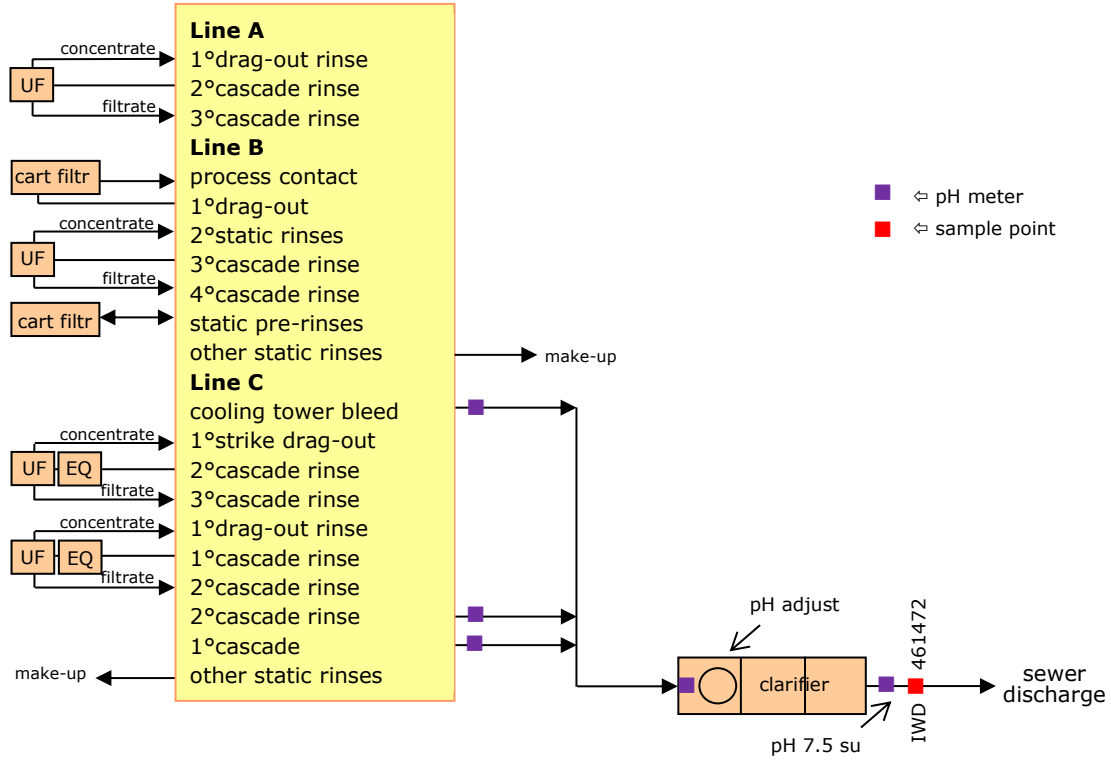 Line A
concentrate
1°drag-out rinse
UF
2°cascade rinse
filtrate
3°cascade rinse
Line B
cart filtr
process contact
1°drag-out
concentrate
2°static rinses
UF
3°cascade rinse
filtrate
4°cascade rinse
cart filtr
static pre-rinses
other static rinses
make-up
Line C
cooling tower bleed
concentrate
1°strike drag-out
UF
EQ
2°cascade rinse
filtrate
3°cascade rinse
concentrate
1°drag-out rinse
UF
EQ
1°cascade rinse
filtrate
2°cascade rinse
2°cascade rinse
1°cascade
make-up
other static rinses
⇦ pH meter
⇦ sample point
pH adjust
clarifier
pH 7.5 su
IWD 461472
sewer
discharge